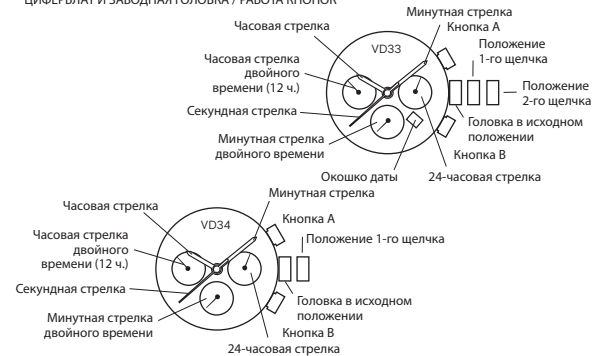 ЦИФЕРБЛАТ И ЗАВОДНАЯ ГОЛОВКА / РАБОТА КНОПОК
Минутная стрелка
Часовая стрелка
Кнопка A
VD33
Положение
1-го щелчка
Часовая стрелка
двойного
времени (12 ч.)
Положение
2-го щелчка
Секундная стрелка
Головка в исходном
положении
Минутная стрелка
двойного времени
Кнопка B
Окошко даты
24-часовая стрелка
Минутная стрелка
Часовая стрелка
Кнопка A
VD34
Часовая стрелка
двойного
времени (12 ч.)
Положение 1-го щелчка
Секундная стрелка
Головка в исходном
положении
Минутная стрелка
двойного времени
Кнопка B
24-часовая стрелка